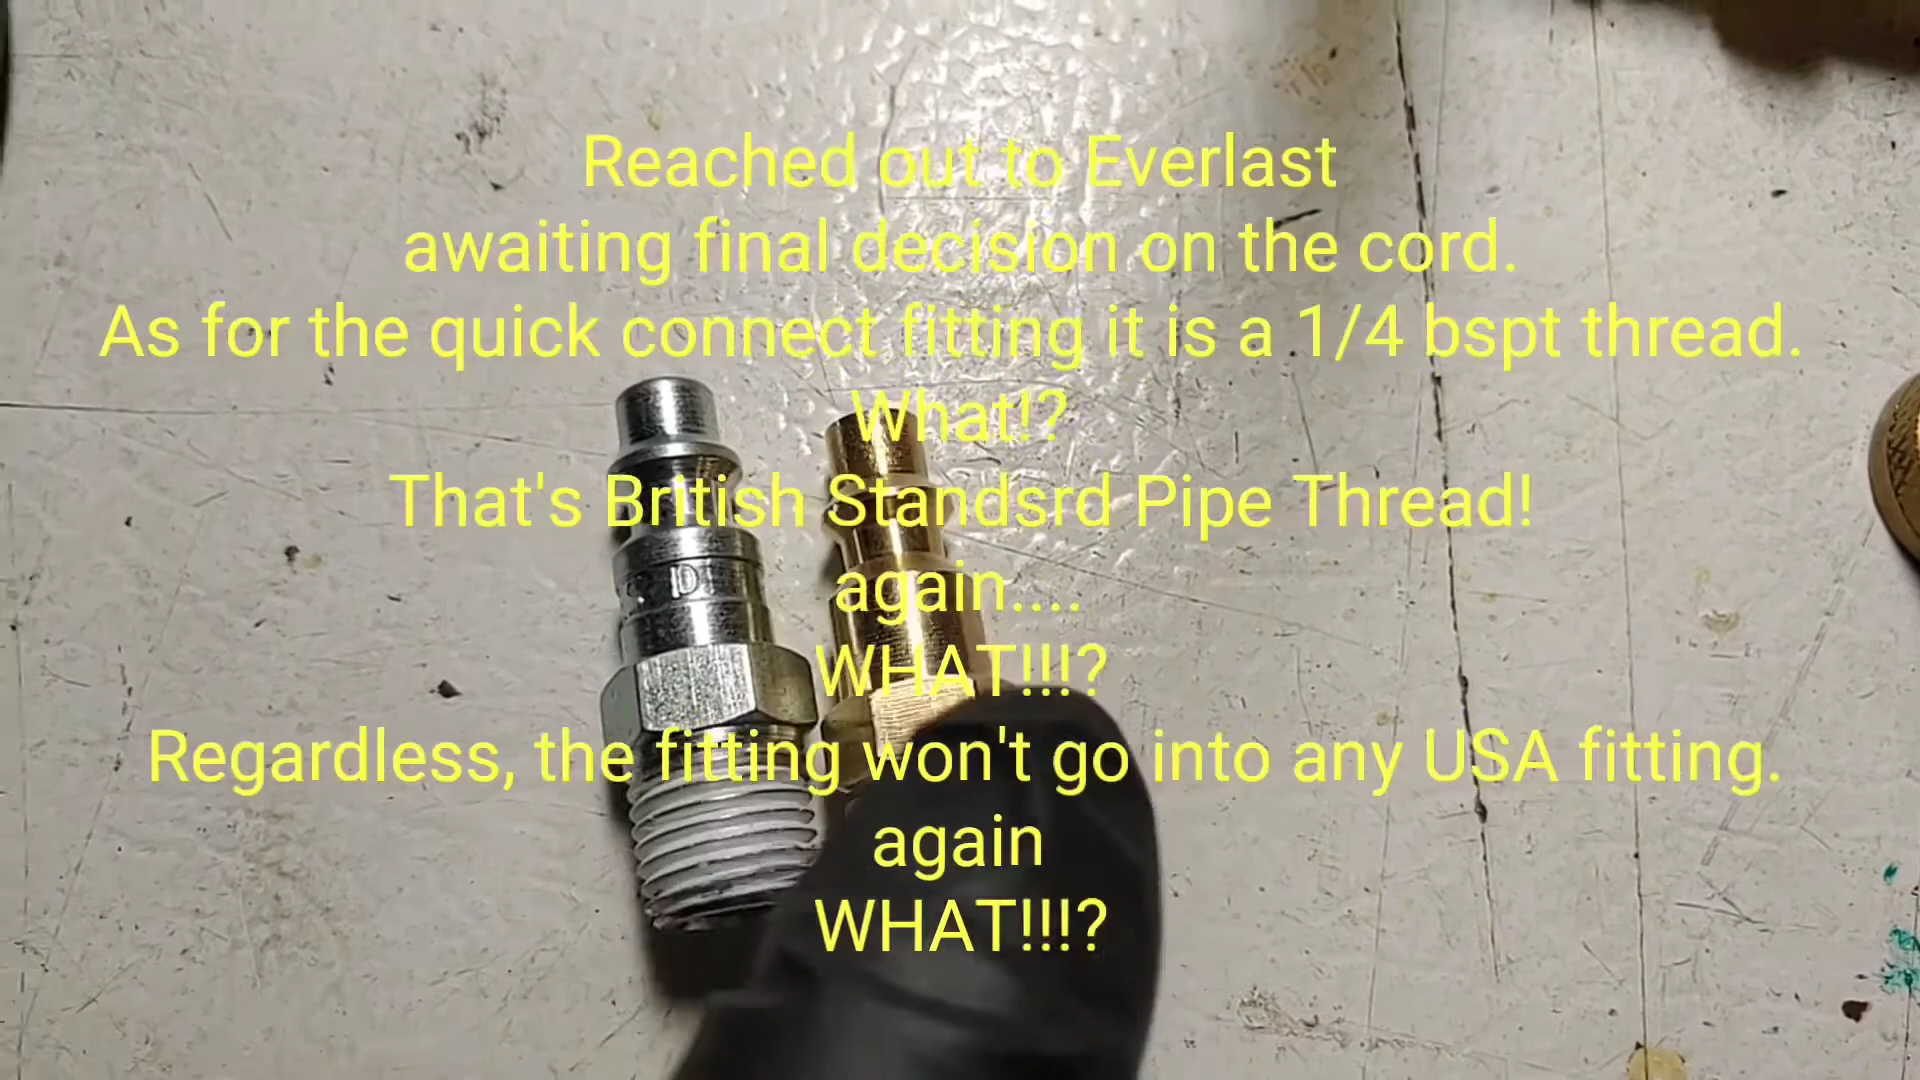 Reached out to Everlast
awaiting final decision on the cord.
As for the quick connect fitting it is a 1/4 bspt thread.
What!?
That's British Standsrd Pipe Thread!
again....
WHAT!!!?
Regardless, the fitting won't go into any USA fitting.
again
WHAT!!!?
D